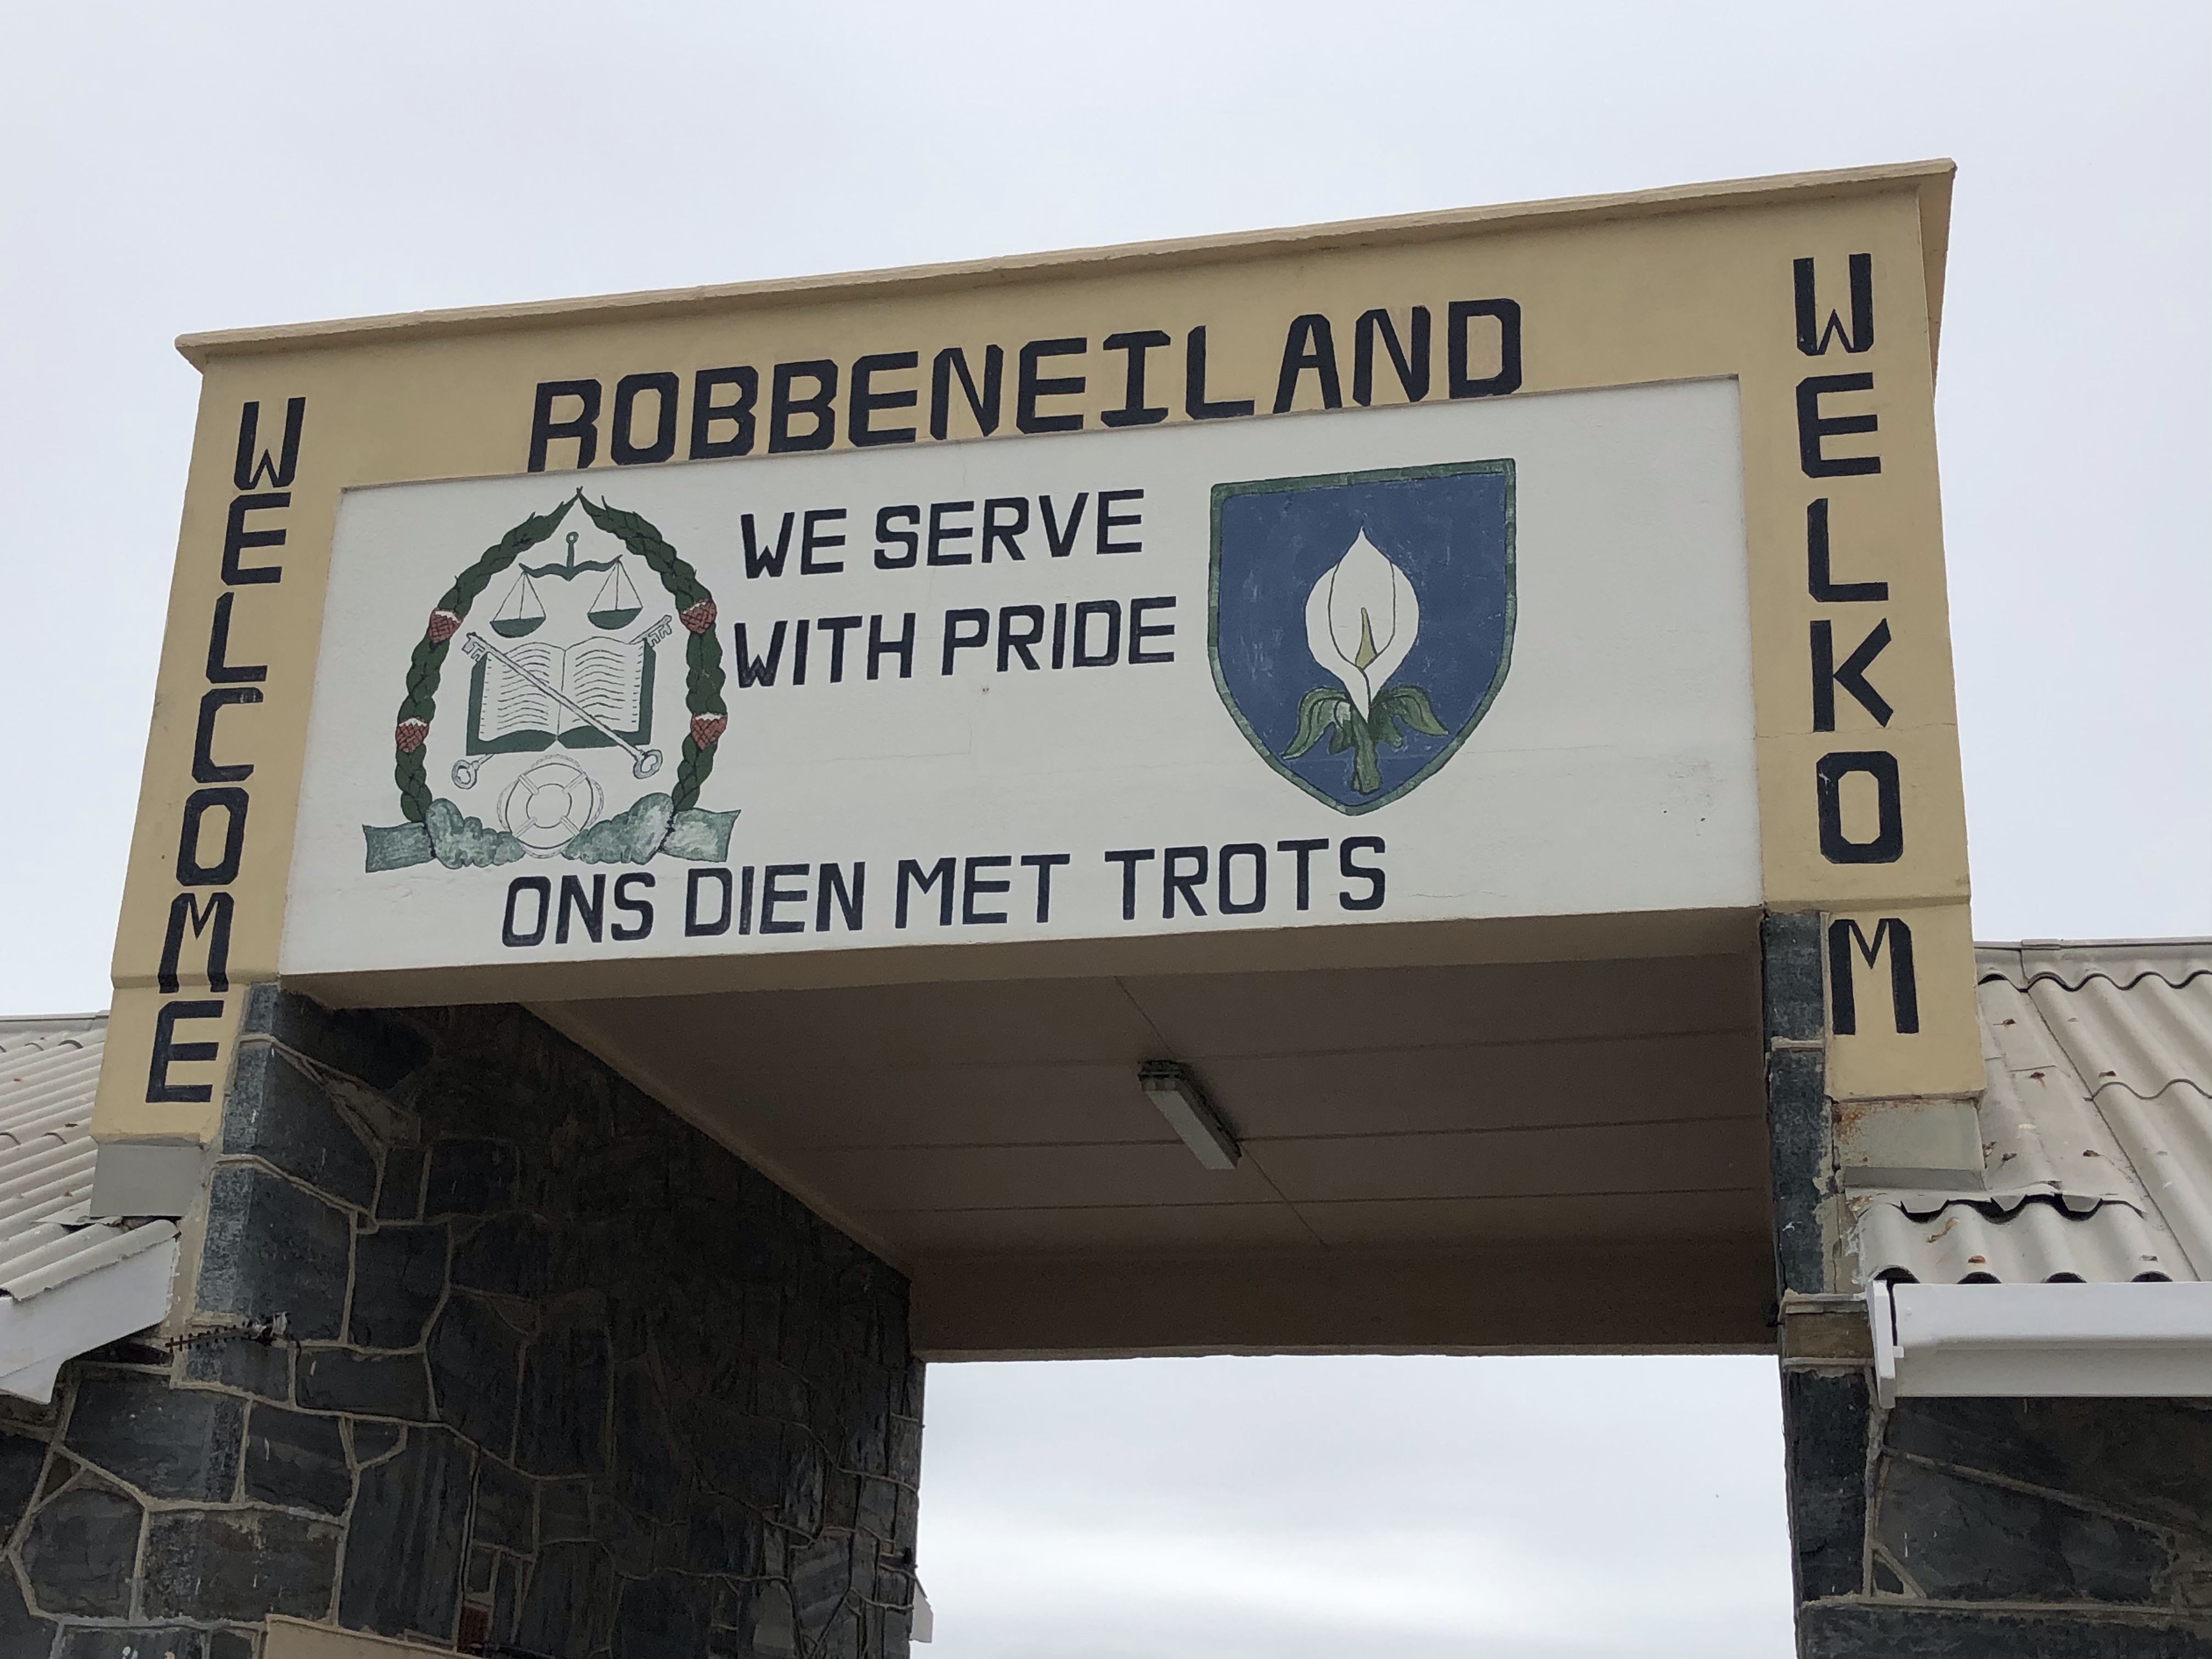 ROBBENEILAND
WELCOME
WE SERVE
WITH PRIDE
ONS DIEN MET TROTS
WELKOM